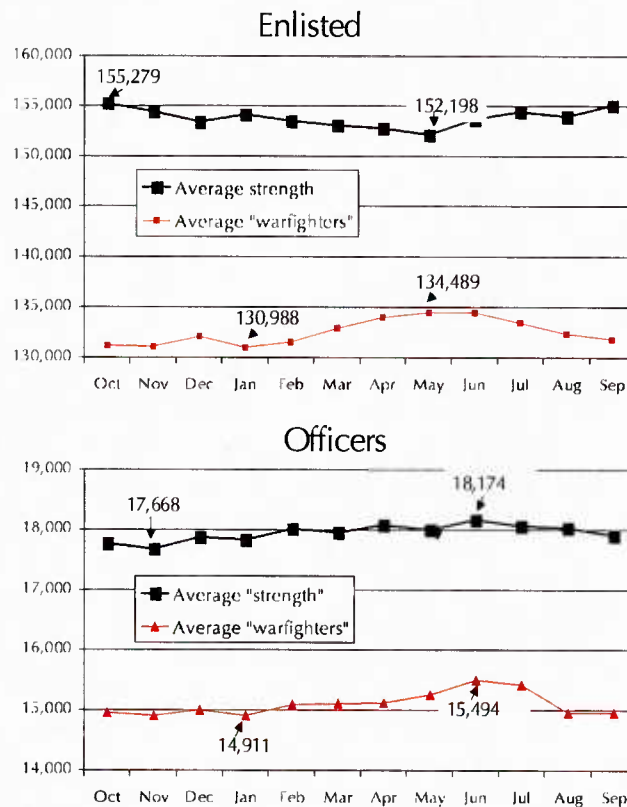 Enlisted
160,000
155,279
155,000
152,198
150,000
Average strength
145,000
Average "warfighters"
140,000
134,489
135,000
130,988
130,000
Oct Nov Dec Jan Feb Mar Apr May Jun Jul Aug Sep
Officers
19,000
18,174
17,668
18,000
17,000
Average "strength"
Average "warfighters"
16,000
15,000
15,494
14,911
14,000
Oct Nov Dec Jan Feb Mar Apr May Jun Jul Aug Sep